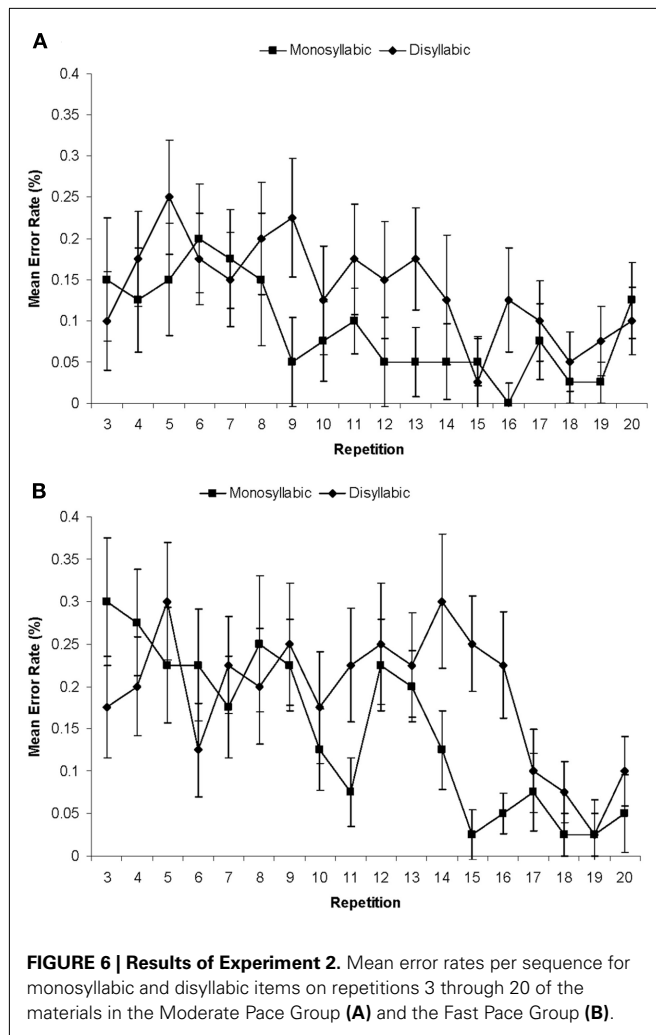 A
Monosyllabic Disyllabic
0.4
0.35
0.3
0.25
0.2
0.15
0.1
0.05
0
Mean Error Rate (%)
3 4 5 6 7 8 9 10 11 12 13 14 15 16 17 18 19 20
Repetition
B
Monosyllabic Disyllabic
0.4
0.35
0.3
0.25
0.2
0.15
0.1
0.05
0
Mean Error Rate (%)
3 4 5 6 7 8 9 10 11 12 13 14 15 16 17 18 19 20
Repetition
FIGURE 6 | Results of Experiment 2. Mean error rates per sequence for
monosyllabic and disyllabic items on repetitions 3 through 20 of the
materials in the Moderate Pace Group (A) and the Fast Pace Group (B).